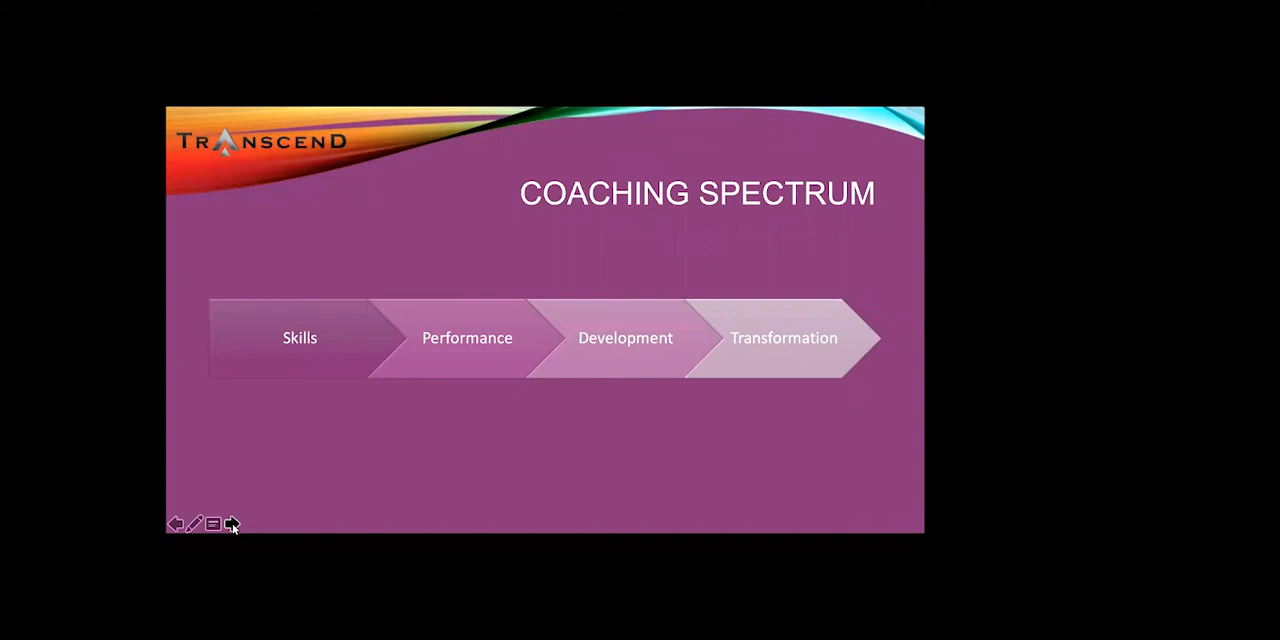 TRANSCEND
COACHING SPECTRUM
Skills
Performance
Development
Transformation